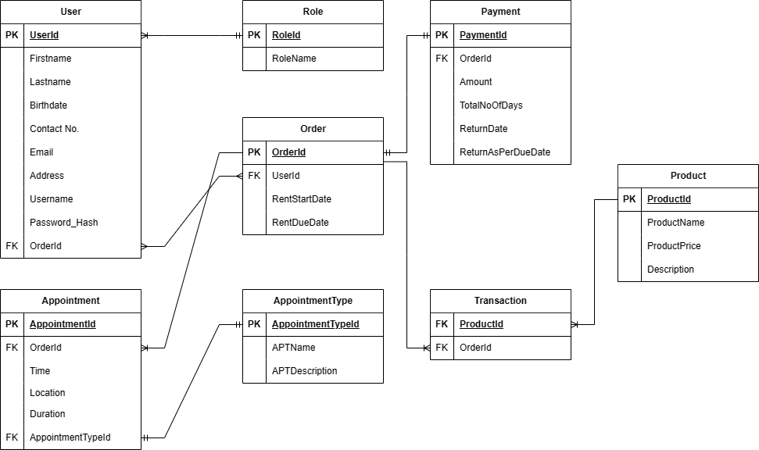 User
PK UserId
Firstname
Lastname
Birthdate
Contact No.
Email
Address
Username
Password_Hash
FK OrderId
Role
PK RoleId
RoleName
Payment
PK PaymentId
FK OrderId
Amount
TotalNoOfDays
ReturnDate
ReturnAsPerDueDate
Order
PK OrderId
FK UserId
RentStartDate
RentDueDate
Product
PK ProductId
ProductName
ProductPrice
Description
Appointment
PK AppointmentId
FK OrderId
Time
Location
Duration
FK AppointmentTypeId
AppointmentType
PK AppointmentTypeId
APTName
APTDescription
Transaction
FK ProductId
FK OrderId